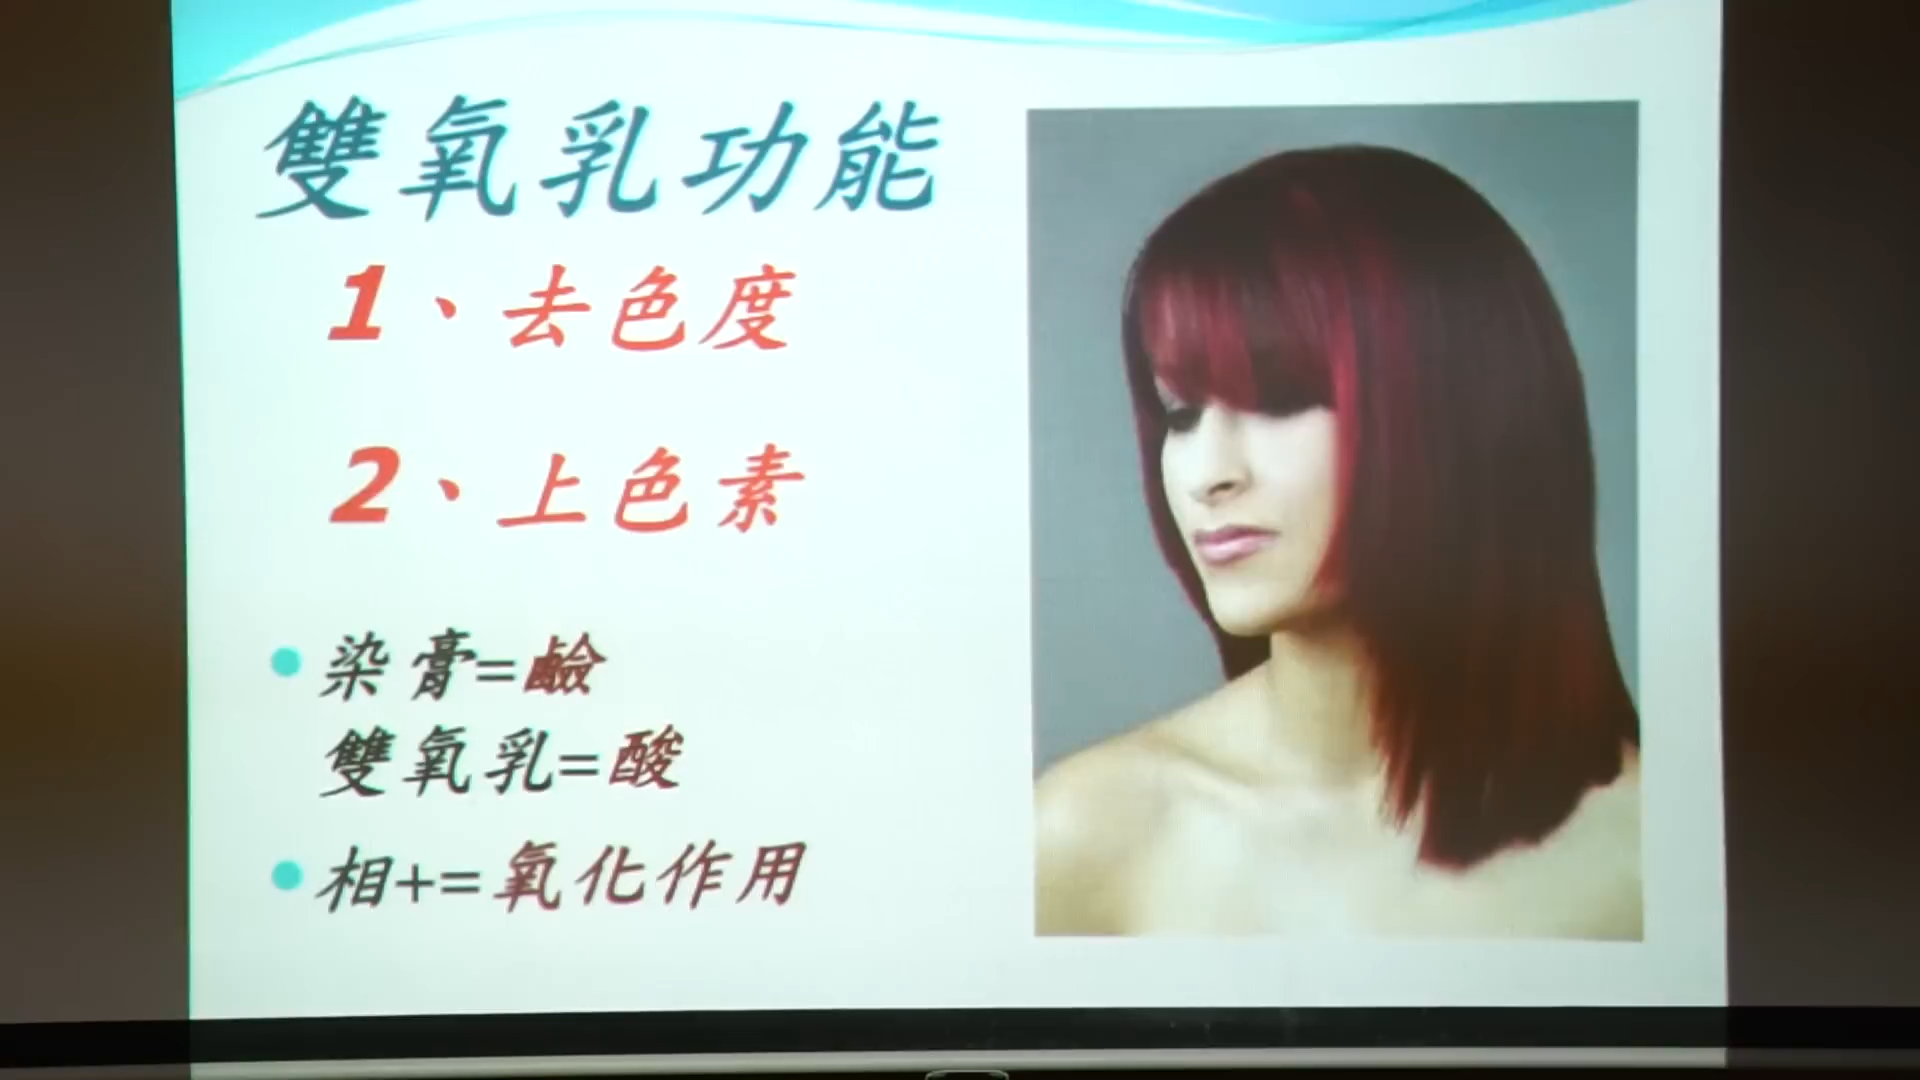 雙氧乳功能
1、去色度
2、上色素
染膏=鹼
雙氧乳=酸
相+=氧化作用